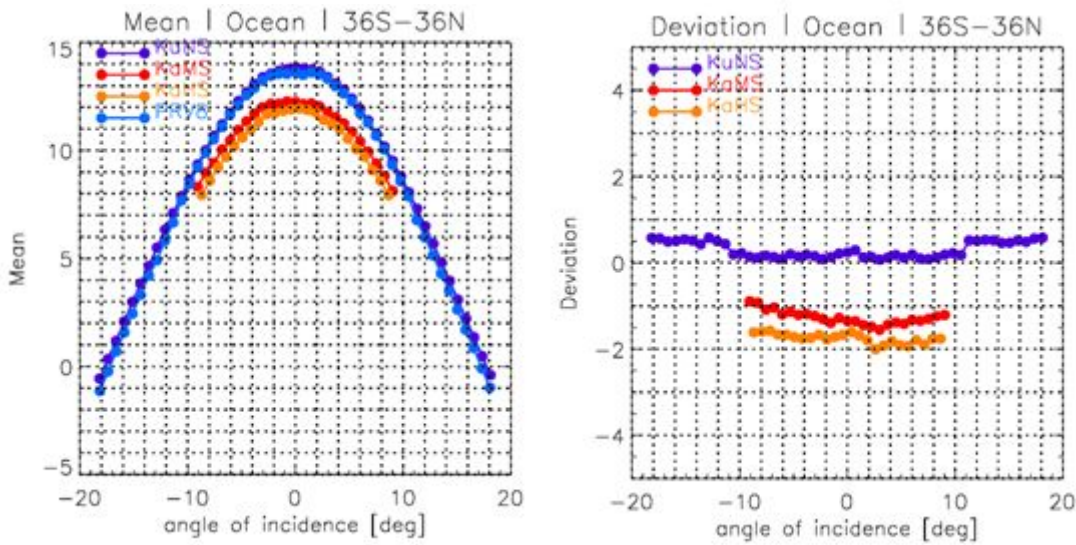 Mean | Ocean | 36S−36N
KuNS
KaMS
KaHS
15
10
5
0
−5
Mean
−20 −10 0 10 20
angle of incidence [deg]
Deviation | Ocean | 36S−36N
KuNS
KaMS
KaHS
4
2
0
−2
−4
Deviation
−20 −10 0 10 20
angle of incidence [deg]